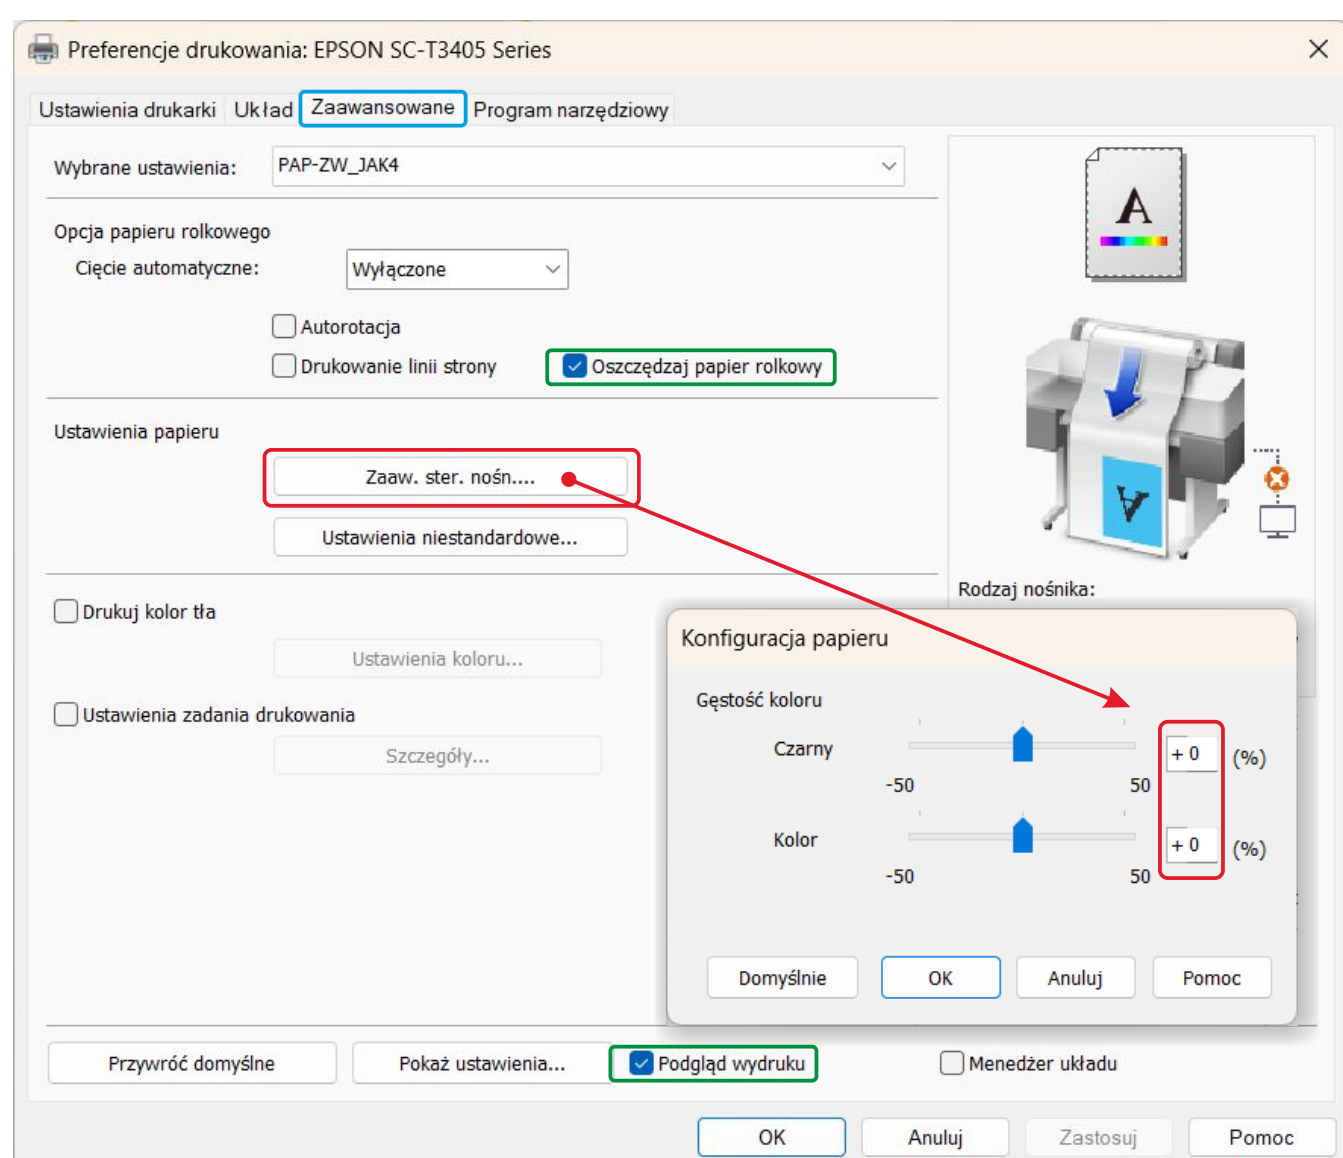 Preferencje drukowania: EPSON SC-T3405 Series
Ustawienia drukarki Układ Zaawansowane Program narzędziowy
Wybrane ustawienia: PAP-ZW_JAK4
Opcja papieru rolkowego
Cięcie automatyczne: Wyłączone
Autorotacja
Drukowanie linii strony Oszczędzaj papier rolkowy
Ustawienia papieru
Zaaw. ster. nośn....
Ustawienia niestandardowe...
Drukuj kolor tła
Ustawienia koloru...
Ustawienia zadania drukowania
Szczegóły...
A
A
Rodzaj nośnika:
Konfiguracja papieru
Gęstość koloru
Czarny + 0 (%)
-50 50
Kolor + 0 (%)
-50 50
Domyślnie OK Anuluj Pomoc
Przywróć domyślne Pokaż ustawienia... Podgląd wydruku Menedżer układu
OK Anuluj Zastosuj Pomoc